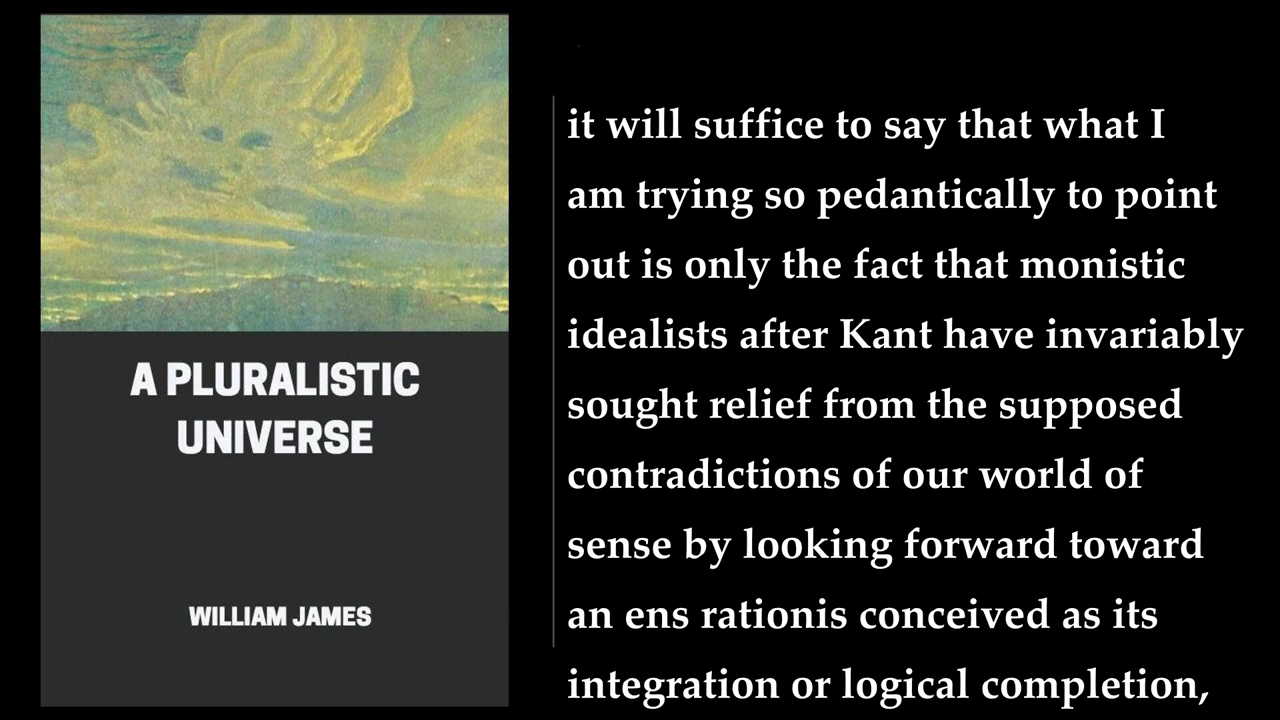 A PLURALISTIC
UNIVERSE
WILLIAM JAMES
it will suffice to say that what I
am trying so pedantically to point
out is only the fact that monistic
idealists after Kant have invariably
sought relief from the supposed
contradictions of our world of
sense by looking forward toward
an ens rationis conceived as its
integration or logical completion,